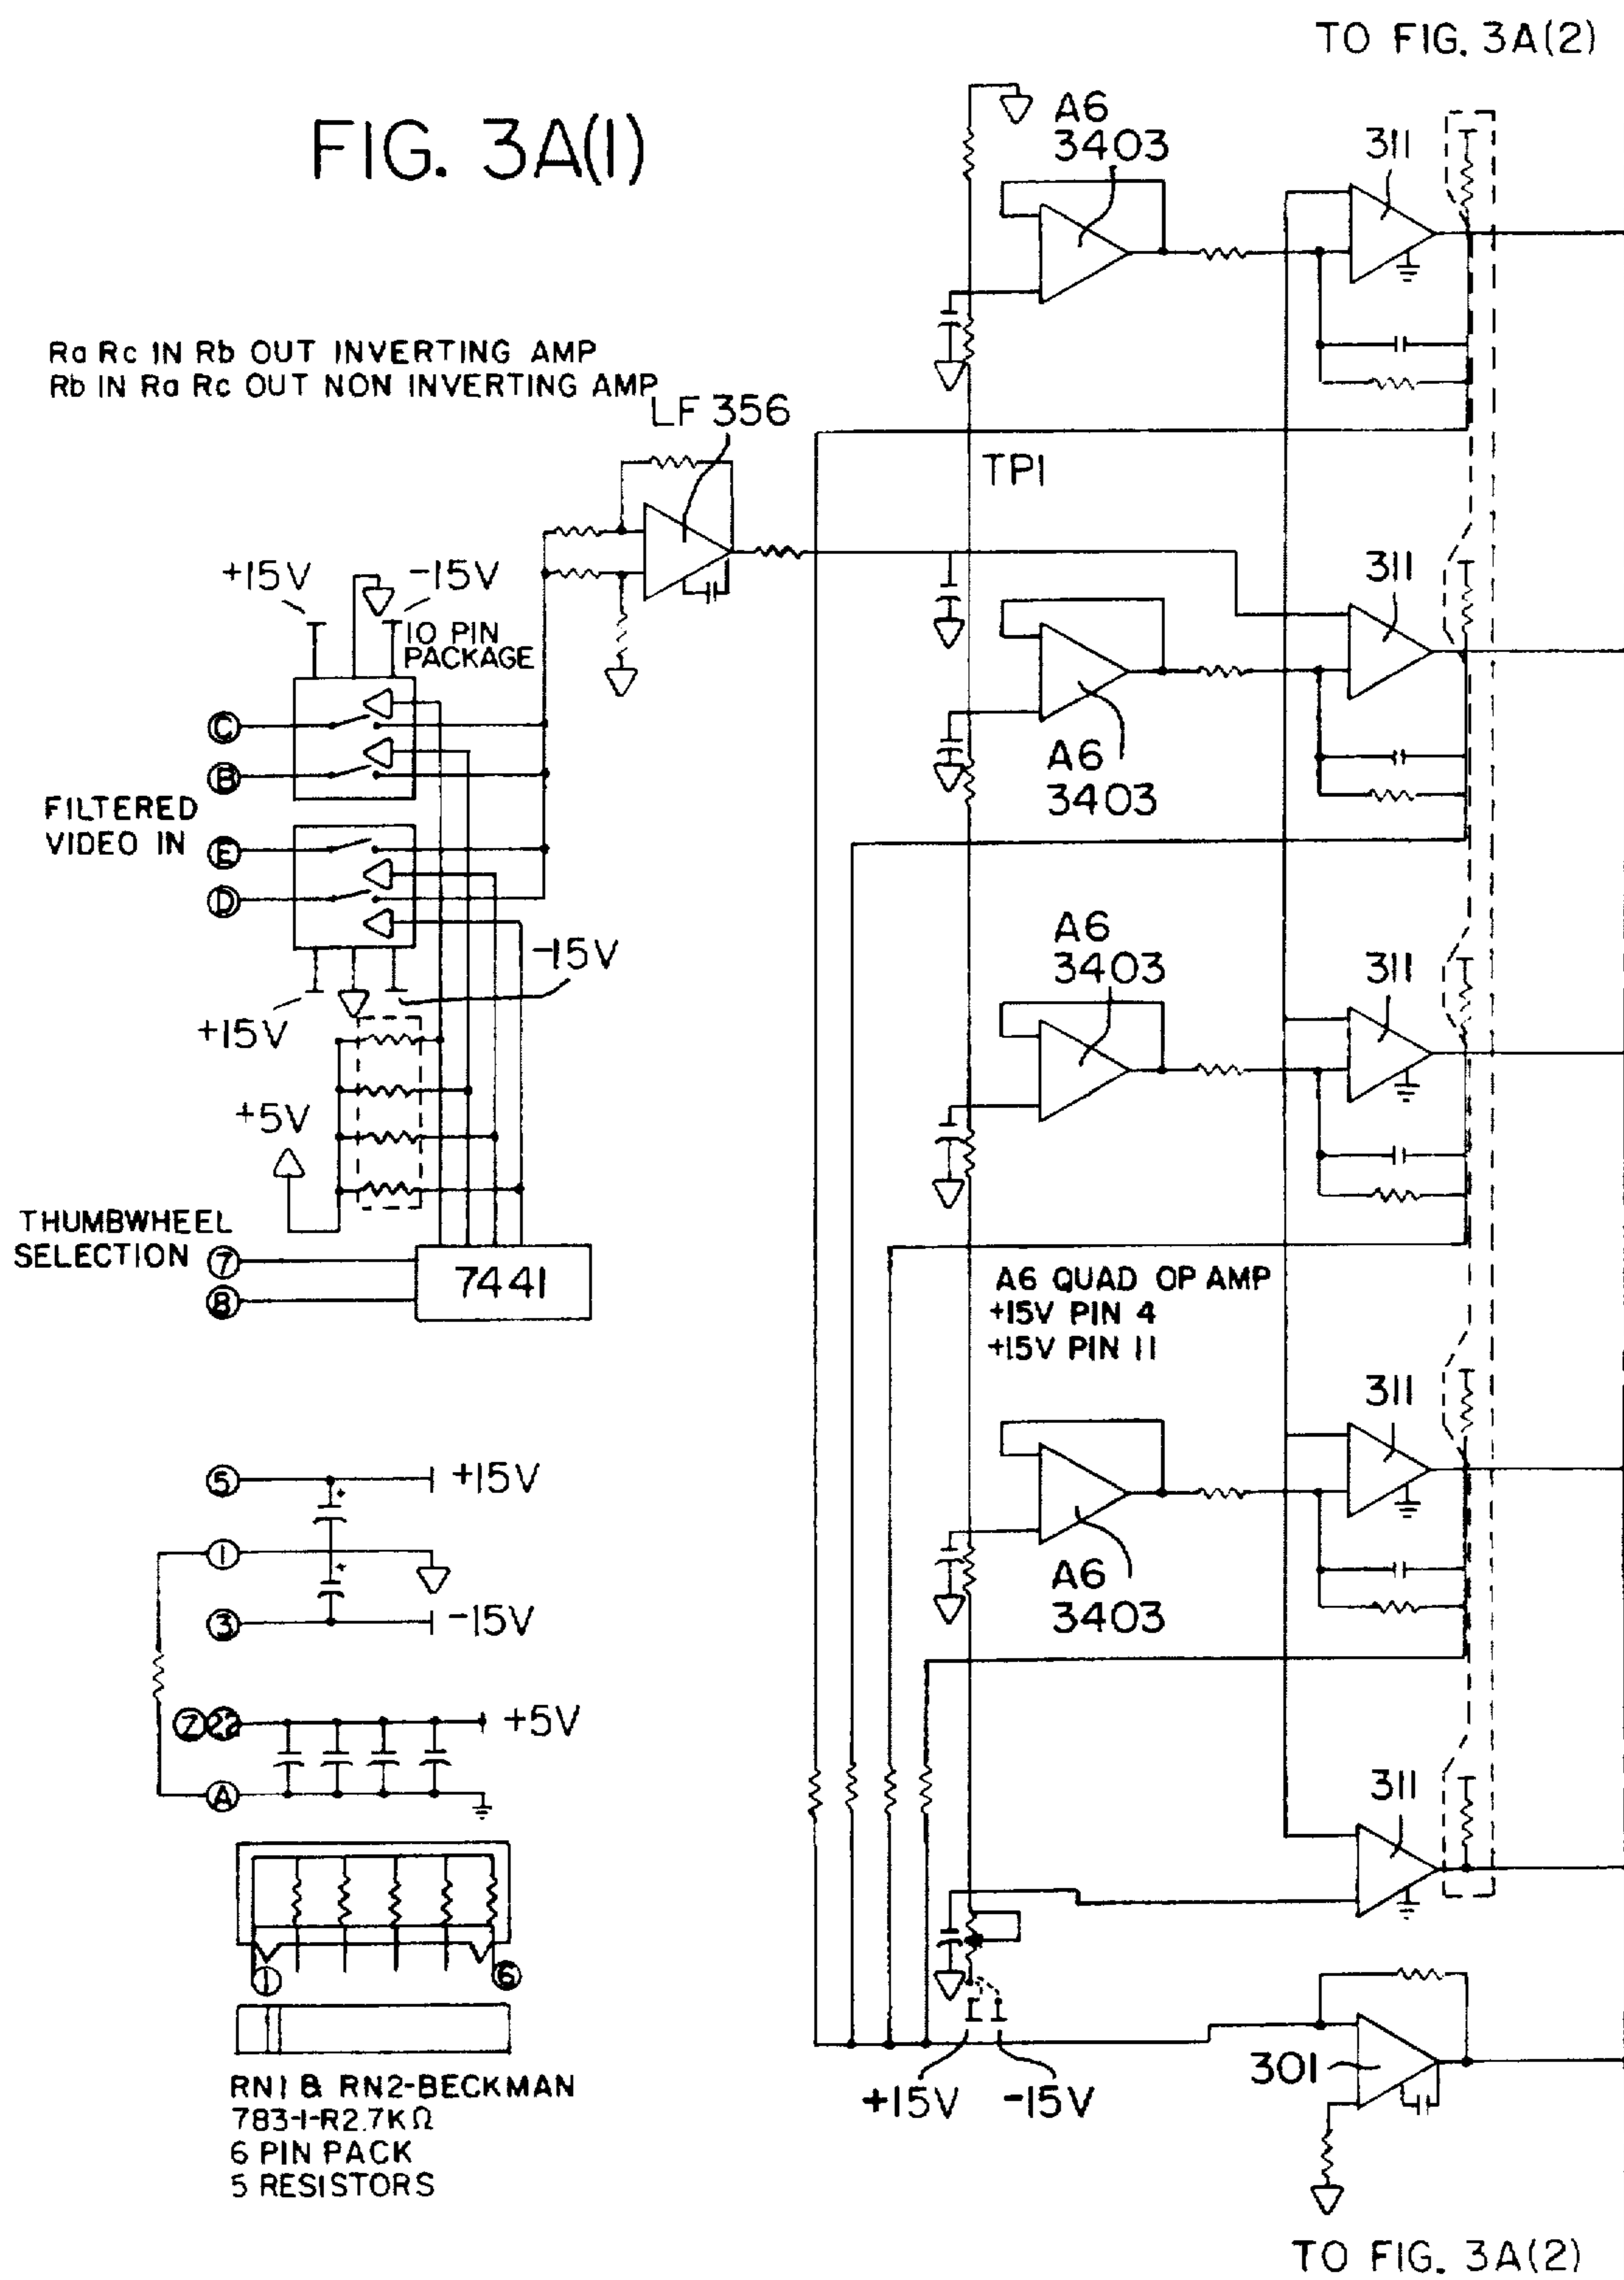 TO FIG. 3A(2)
FIG. 3A(1)
A6
3403
311
Ra Rc IN Rb OUT INVERTING AMP
Rb IN Ra Rc OUT NON INVERTING AMP
LF 356
TP1
+15V
-15V
10 PIN
PACKAGE
311
C
B
A6
3403
FILTERED
VIDEO IN
E
D
A6
3403
311
-15V
+15V
+5V
THUMBWHEEL
SELECTION
7
8
7441
A6 QUAD OP AMP
+15V PIN 4
+15V PIN 11
311
5
+15V
1
3
-15V
A6
3403
7
22
+5V
A
311
1
6
301
+15V
-15V
RN1 & RN2-BECKMAN
783-1-R2.7KΩ
6 PIN PACK
5 RESISTORS
TO FIG. 3A(2)